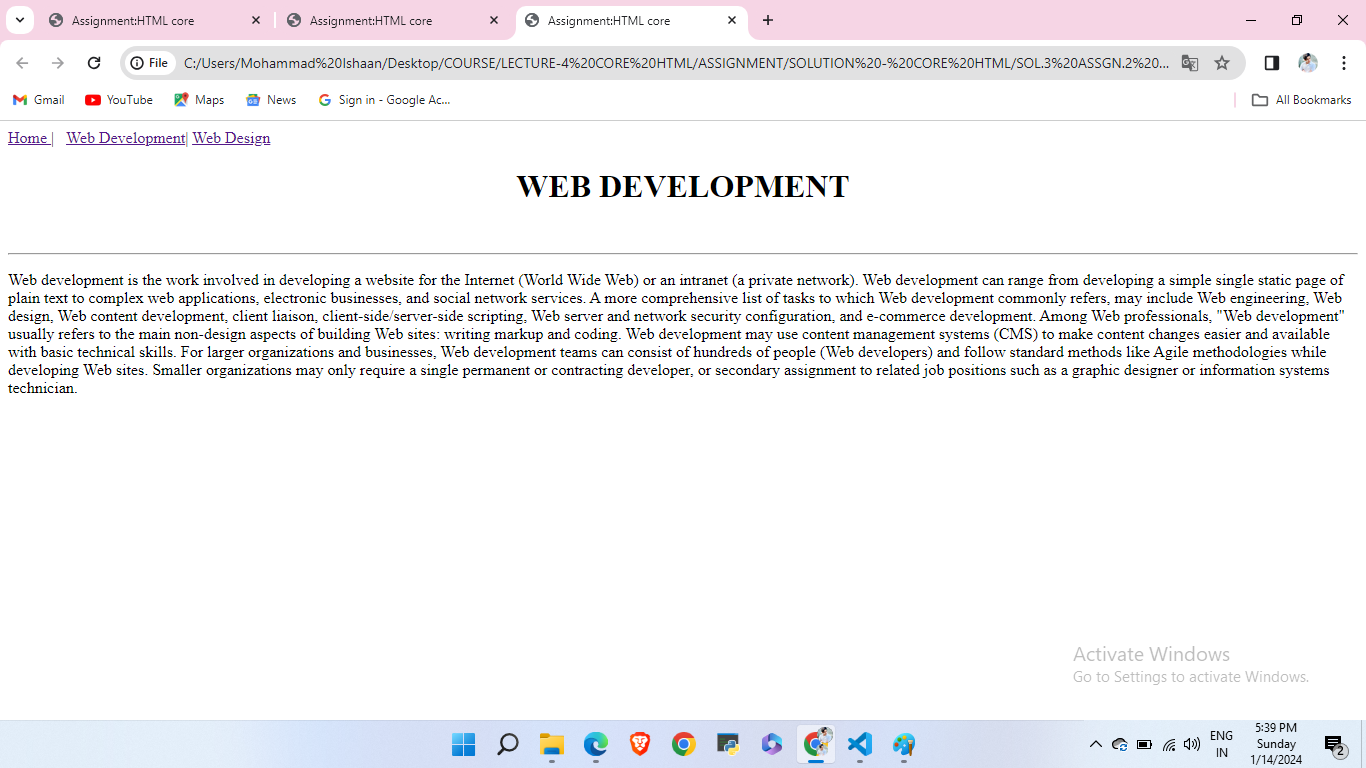 Assignment:HTML core
Assignment:HTML core
Assignment:HTML core
File
C:/Users/Mohammad%20Ishaan/Desktop/COURSE/LECTURE-4%20CORE%20HTML/ASSIGNMENT/SOLUTION%20-%20CORE%20HTML/SOL.3%20ASSGN.2%20...
Gmail
YouTube
Maps
News
Sign in - Google Ac...
All Bookmarks
Home | Web Development| Web Design
WEB DEVELOPMENT
Web development is the work involved in developing a website for the Internet (World Wide Web) or an intranet (a private network). Web development can range from developing a simple single static page of
plain text to complex web applications, electronic businesses, and social network services. A more comprehensive list of tasks to which Web development commonly refers, may include Web engineering, Web
design, Web content development, client liaison, client-side/server-side scripting, Web server and network security configuration, and e-commerce development. Among Web professionals, "Web development"
usually refers to the main non-design aspects of building Web sites: writing markup and coding. Web development may use content management systems (CMS) to make content changes easier and available
with basic technical skills. For larger organizations and businesses, Web development teams can consist of hundreds of people (Web developers) and follow standard methods like Agile methodologies while
developing Web sites. Smaller organizations may only require a single permanent or contracting developer, or secondary assignment to related job positions such as a graphic designer or information systems
technician.
Activate Windows
Go to Settings to activate Windows.
ENG
IN
5:39 PM
Sunday
1/14/2024
2